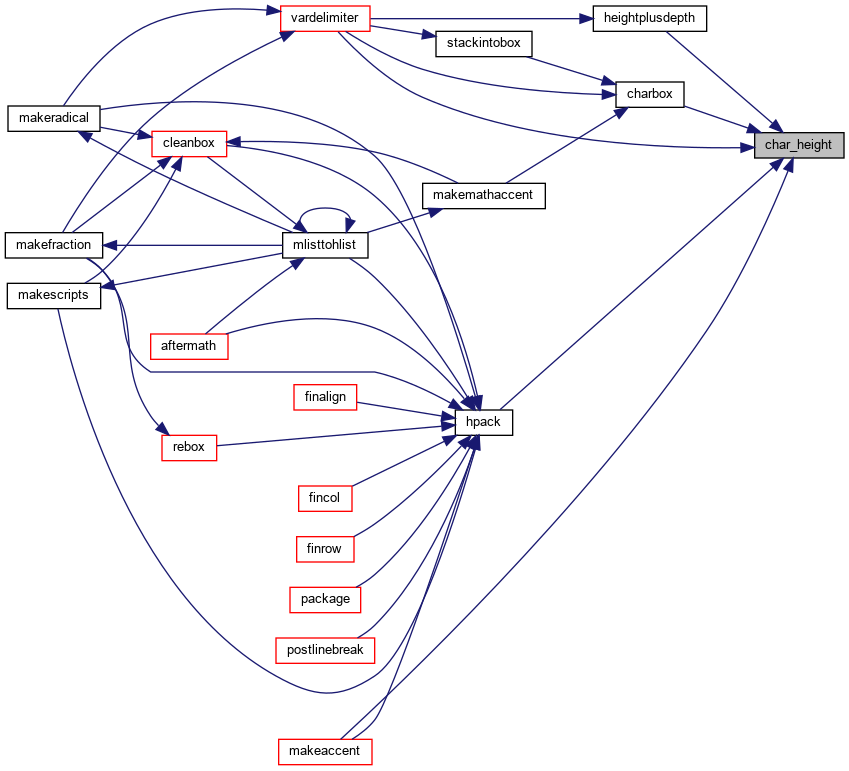 vardelimiter
heightplusdepth
stackintobox
charbox
makeradical
cleanbox
char_height
makemathaccent
makefraction
mlisttohlist
makescripts
aftermath
finalign
hpack
rebox
fincol
finrow
package
postlinebreak
makeaccent